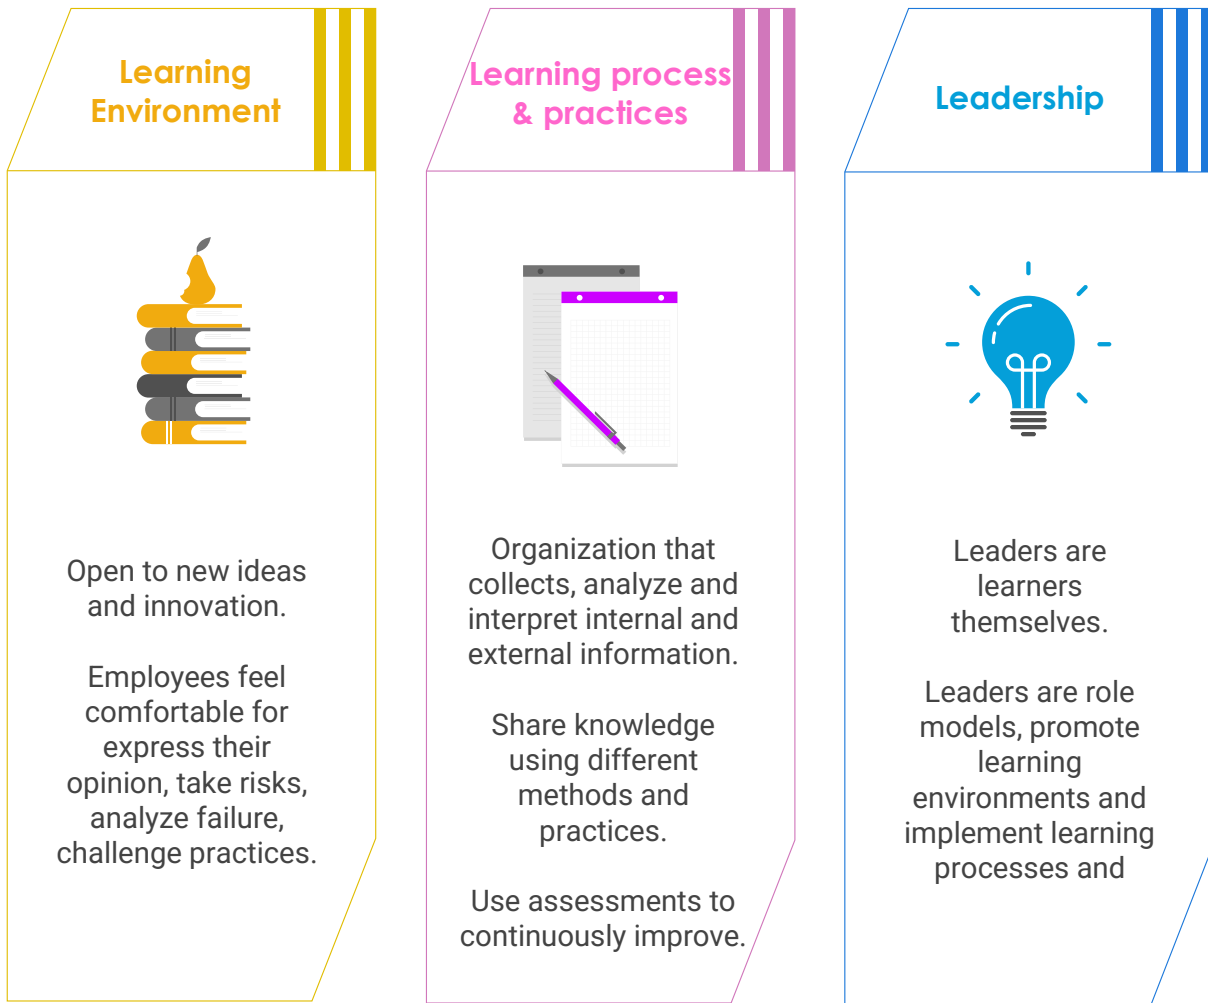 Learning
Environment
Open to new ideas
and innovation.
Employees feel
comfortable for
express their
opinion, take risks,
analyze failure,
challenge practices.
Learning process
& practices
Organization that
collects, analyze and
interpret internal and
external information.
Share knowledge
using different
methods and
practices.
Use assessments to
continuously improve.
Leadership
Leaders are
learners
themselves.
Leaders are role
models, promote
learning
environments and
implement learning
processes and